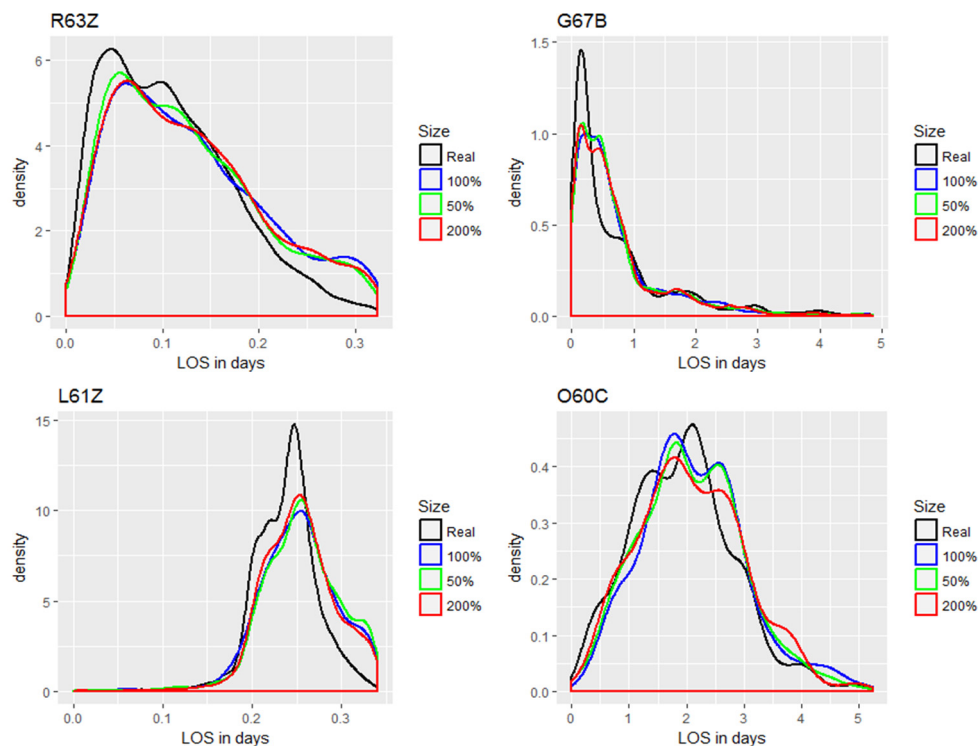 R63Z
density
6
4
2
0
0.0 0.1 0.2 0.3
LOS in days
Size
Real
100%
50%
200%
G67B
density
1.5
1.0
0.5
0.0
0 1 2 3 4 5
LOS in days
Size
Real
100%
50%
200%
L61Z
density
15
10
5
0
0.0 0.1 0.2 0.3
LOS in days
Size
Real
100%
50%
200%
O60C
density
0.4
0.3
0.2
0.1
0.0
0 1 2 3 4 5
LOS in days
Size
Real
100%
50%
200%